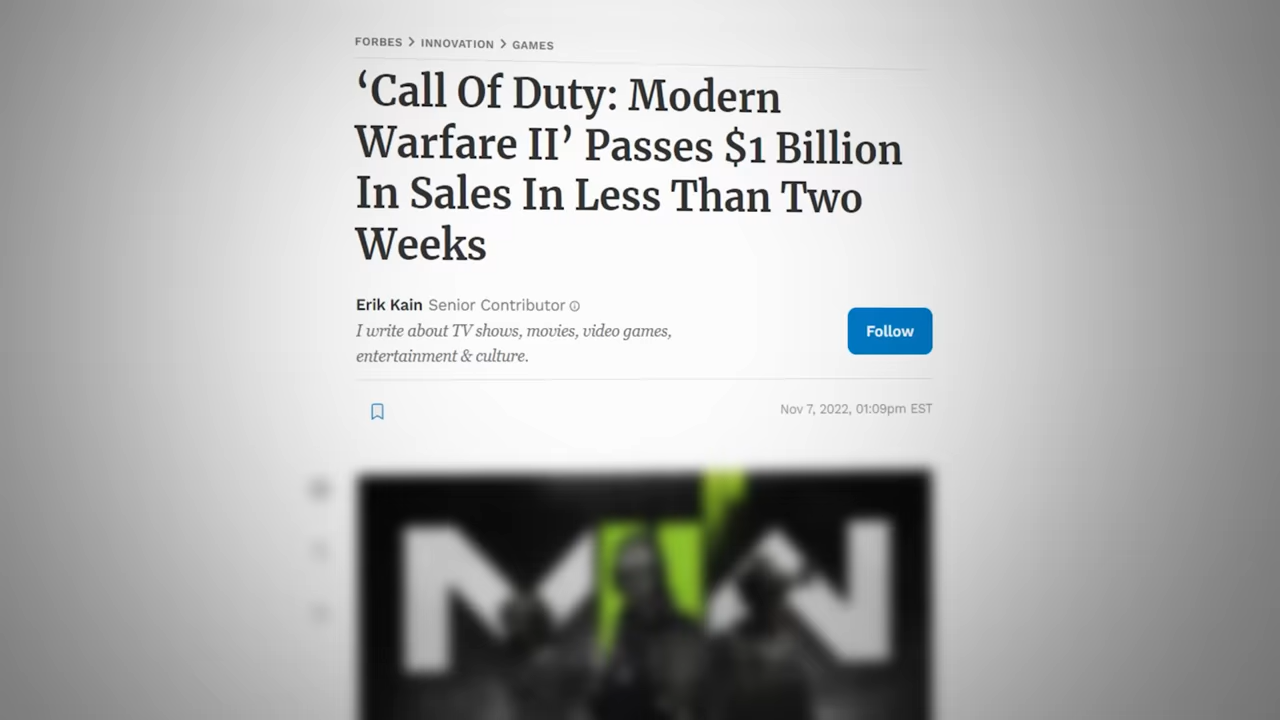 FORBES > INNOVATION > GAMES
‘Call Of Duty: Modern
Warfare II’ Passes $1 Billion
In Sales In Less Than Two
Weeks
Erik Kain Senior Contributor
I write about TV shows, movies, video games,
entertainment & culture.
Follow
Nov 7, 2022, 01:09pm EST
MW